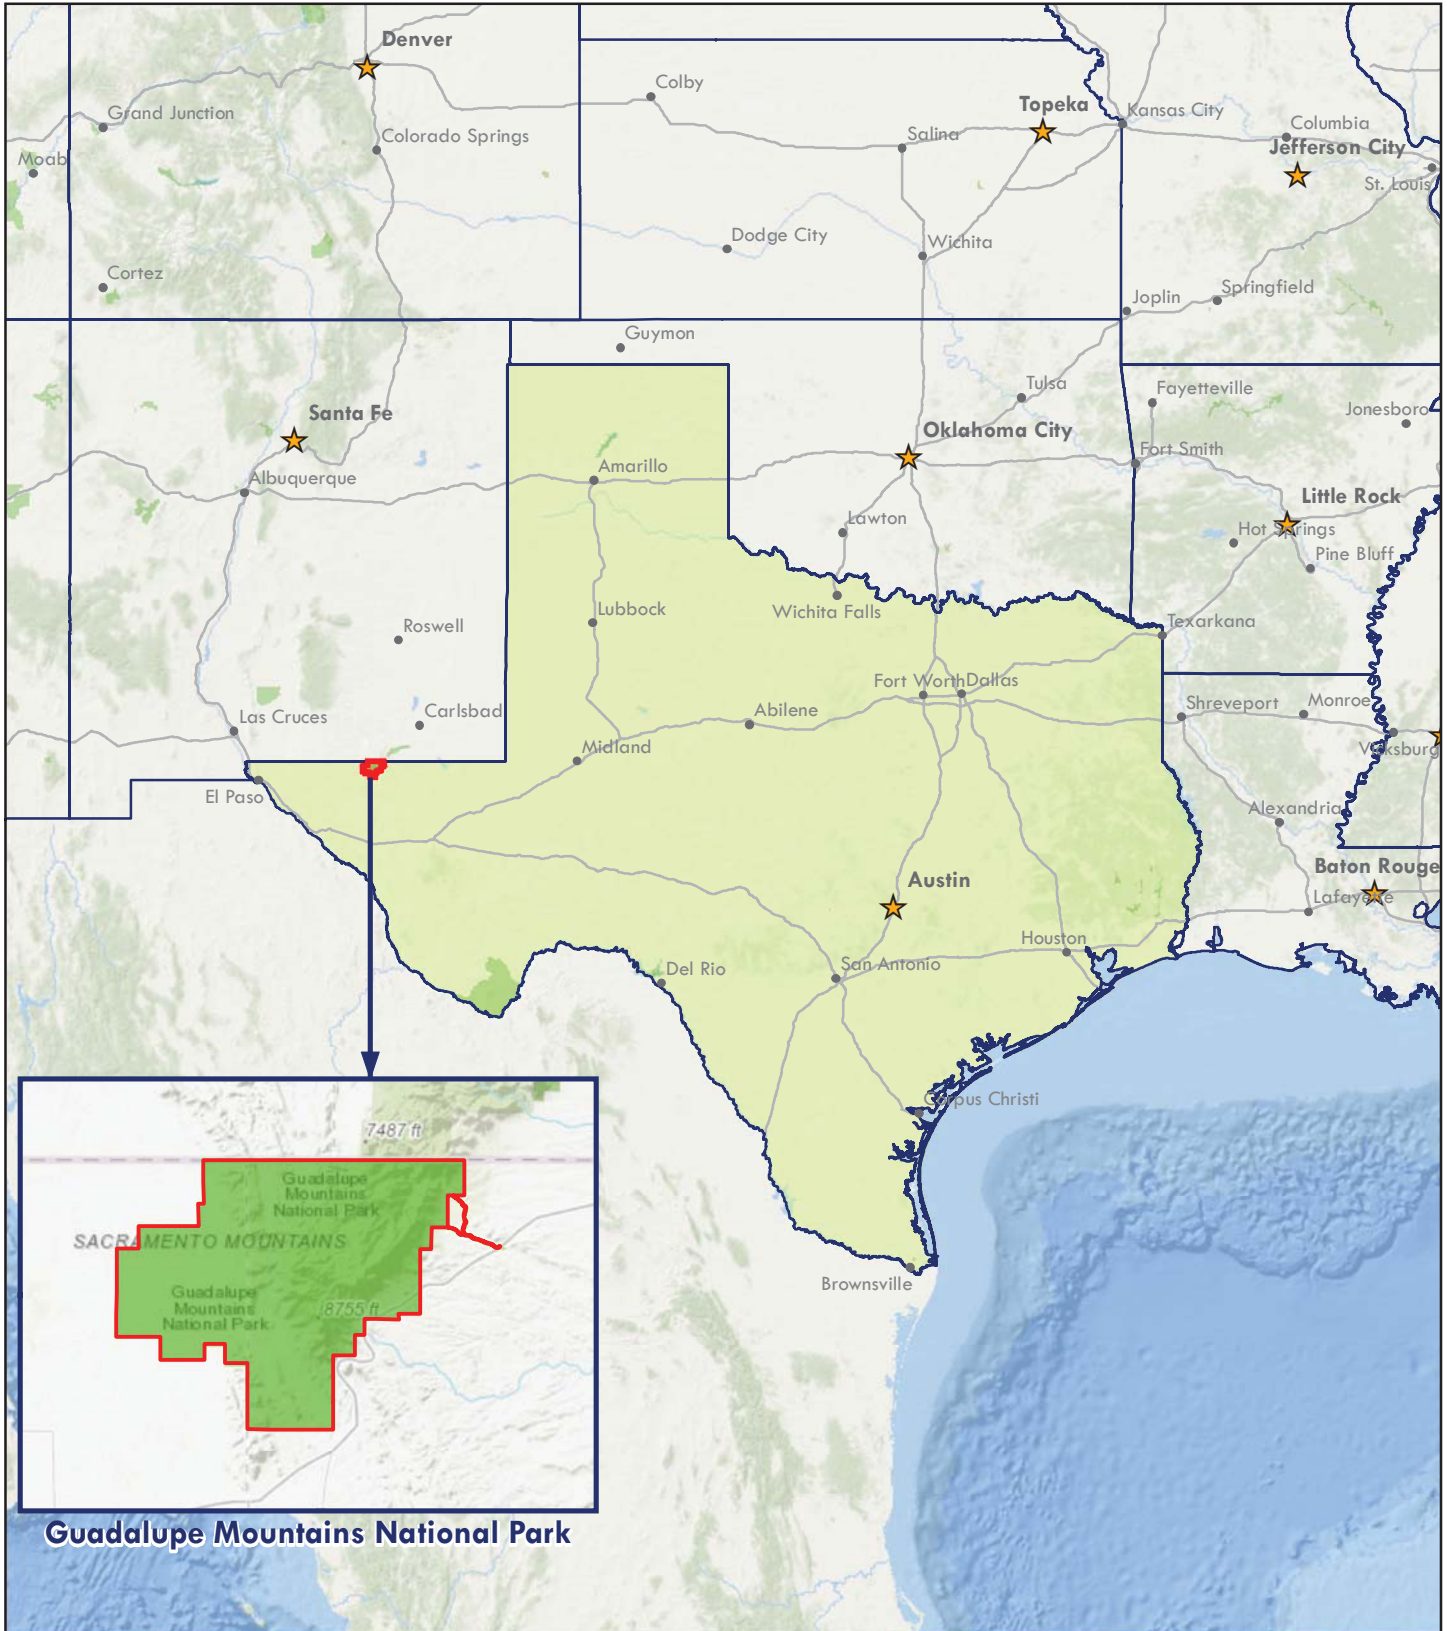 Denver
Colby
Topeka
Kansas City
Grand Junction
Columbia
Colorado Springs
Salina
Jefferson City
Moab
St. Louis
Dodge City
Wichita
Cortez
Springfield
Joplin
Guymon
Tulsa
Fayetteville
Santa Fe
Jonesboro
Oklahoma City
Fort Smith
Amarillo
Albuquerque
Little Rock
Lawton
Hot Springs
Pine Bluff
Lubbock
Wichita Falls
Roswell
Texarkana
Fort Worth
Dallas
Shreveport
Monroe
Las Cruces
Carlsbad
Abilene
Midland
Vicksburg
El Paso
Alexandria
Baton Rouge
Austin
Lafayette
Houston
Del Rio
San Antonio
Corpus Christi
7487 ft
Guadalupe
Mountains
National Park
SACRAMENTO MOUNTAINS
Brownsville
Guadalupe
Mountains
National Park
8755 ft
Guadalupe Mountains National Park